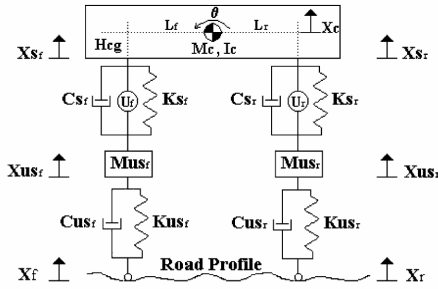 θ
Lf Lr Xc
Xsf Hcg Mc, Ic Xsr
Csf Uf Ksf Csr Ur Ksr
Xusf Musf Musr Xusr
Cusf Kusf Cusr Kusr
Xf Road Profile Xr